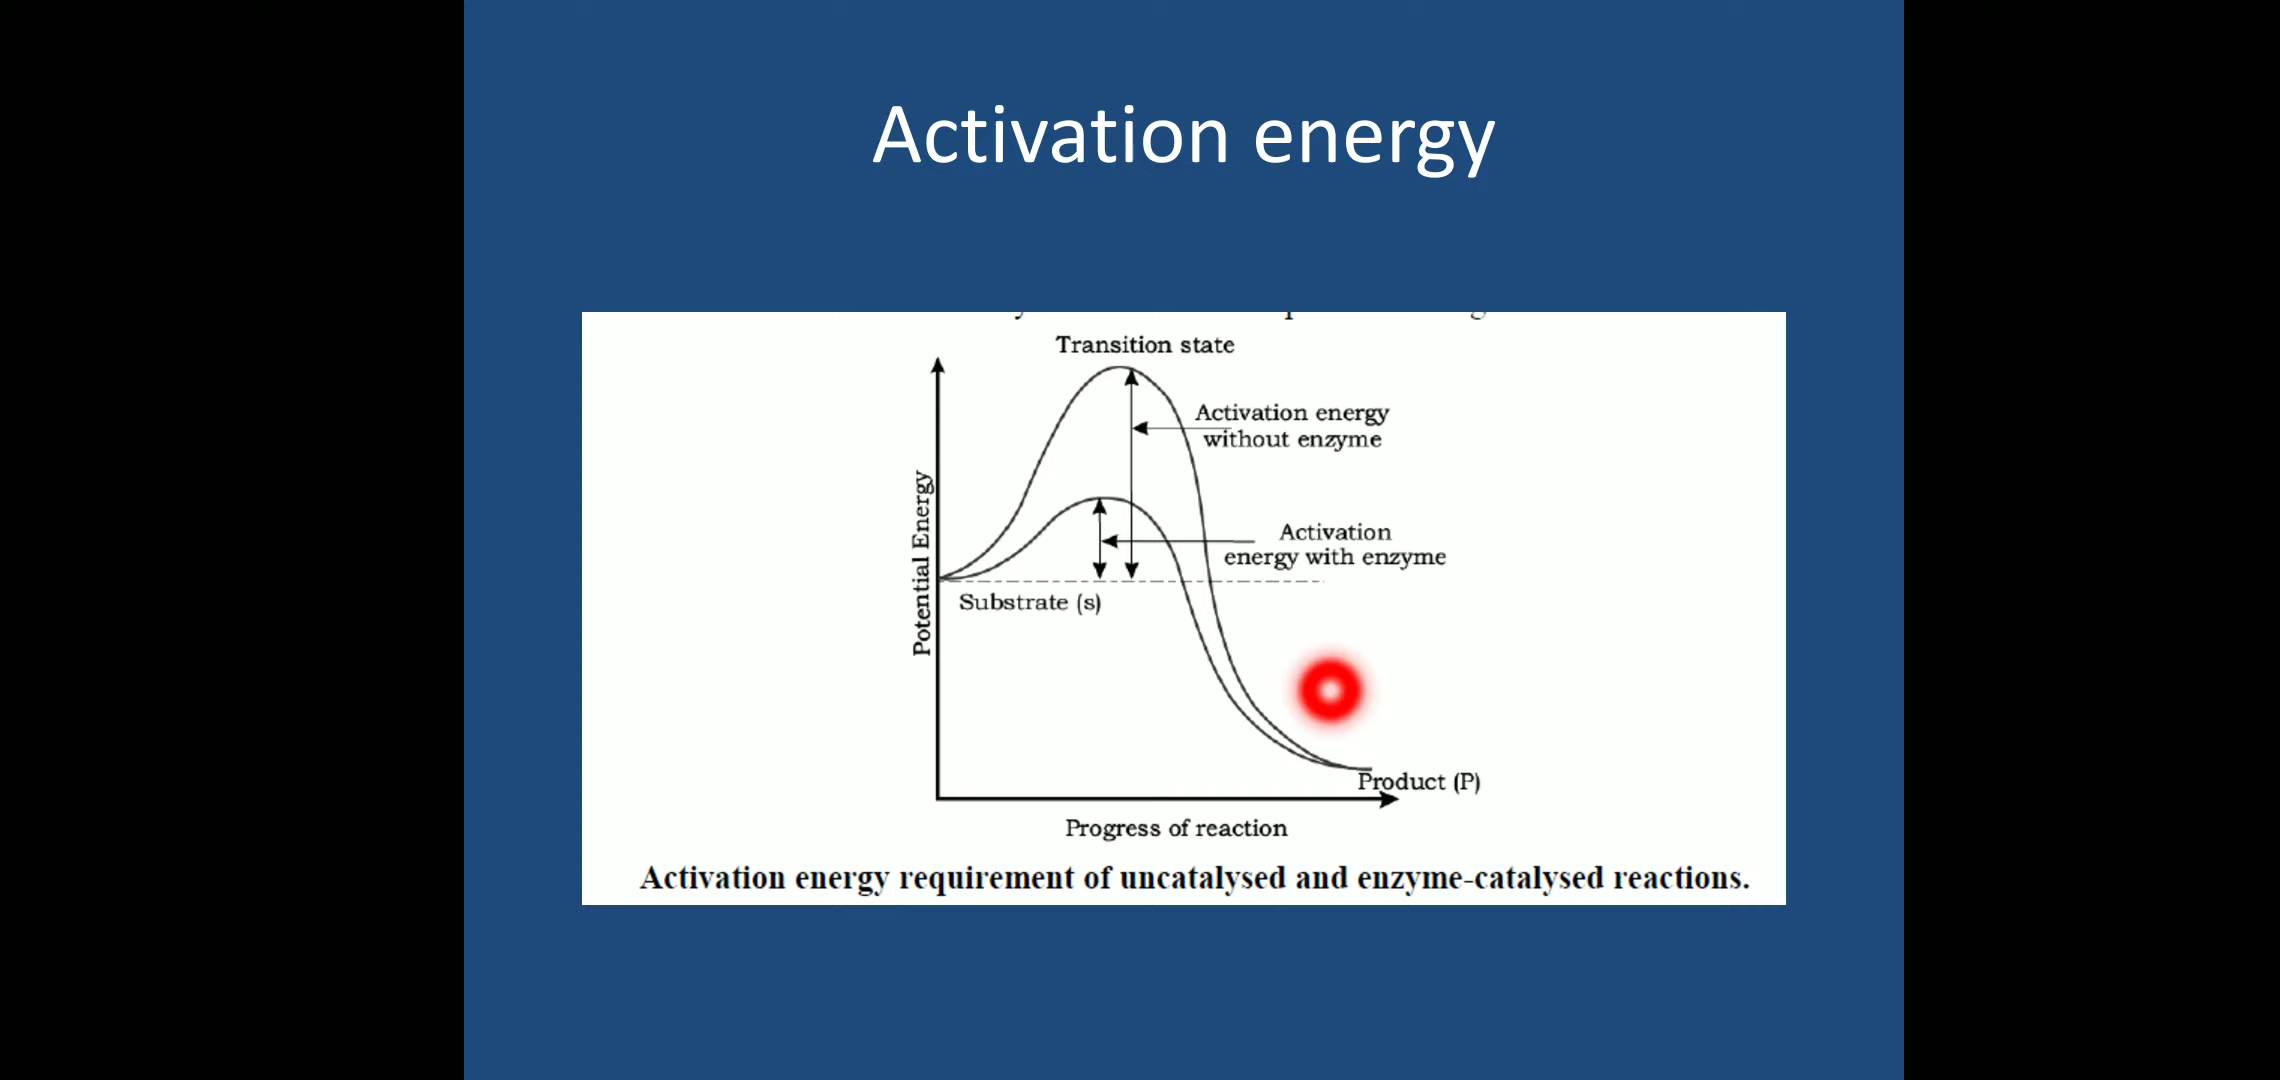 Activation energy
Transition state
Activation energy
without enzyme
Activation
energy with enzyme
Potential Energy
Substrate (s)
Product (P)
Progress of reaction
Activation energy requirement of uncatalysed and enzyme-catalysed reactions.